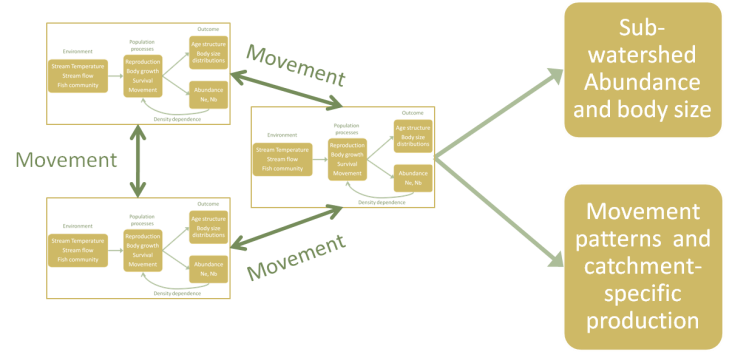 Environment
Stream Temperature
Stream flow
Fish community
Population
processes
Reproduction
Body growth
Survival
Movement
Outcome
Age structure
Body size
distributions
Abundance
Ne, Nb
Density dependence
Movement
Movement
Environment
Stream Temperature
Stream flow
Fish community
Population
processes
Reproduction
Body growth
Survival
Movement
Outcome
Age structure
Body size
distributions
Abundance
Ne, Nb
Density dependence
Movement
Environment
Stream Temperature
Stream flow
Fish community
Population
processes
Reproduction
Body growth
Survival
Movement
Outcome
Age structure
Body size
distributions
Abundance
Ne, Nb
Density dependence
Sub-
watershed
Abundance
and body size
Movement
patterns and
catchment-
specific
production